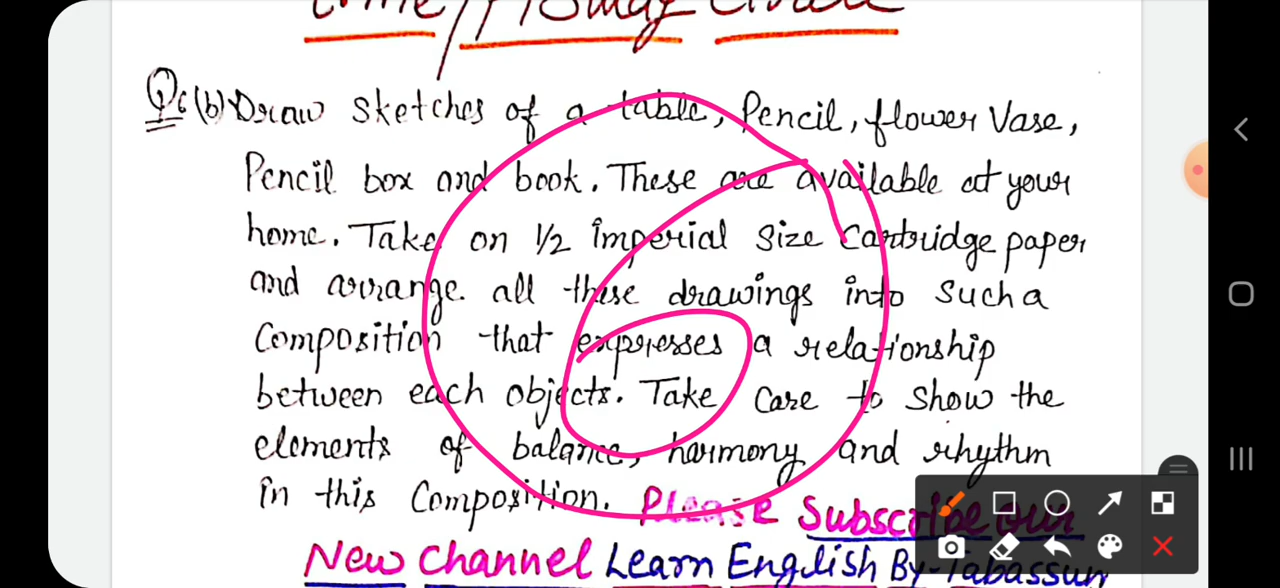 Time/Holiday
Q6(b) Draw sketches of a table, Pencil, flower Vase,
Pencil box and book. These are available at your
home. Take on 1/2 imperial size Cartridge paper
and arrange all these drawings into Such a
Composition that expresses a relationship
between each objects. Take Care to show the
elements of balance, harmony and rhythm
in this Composition. Please Subscribe our
New Channel Learn English By-Tabassum